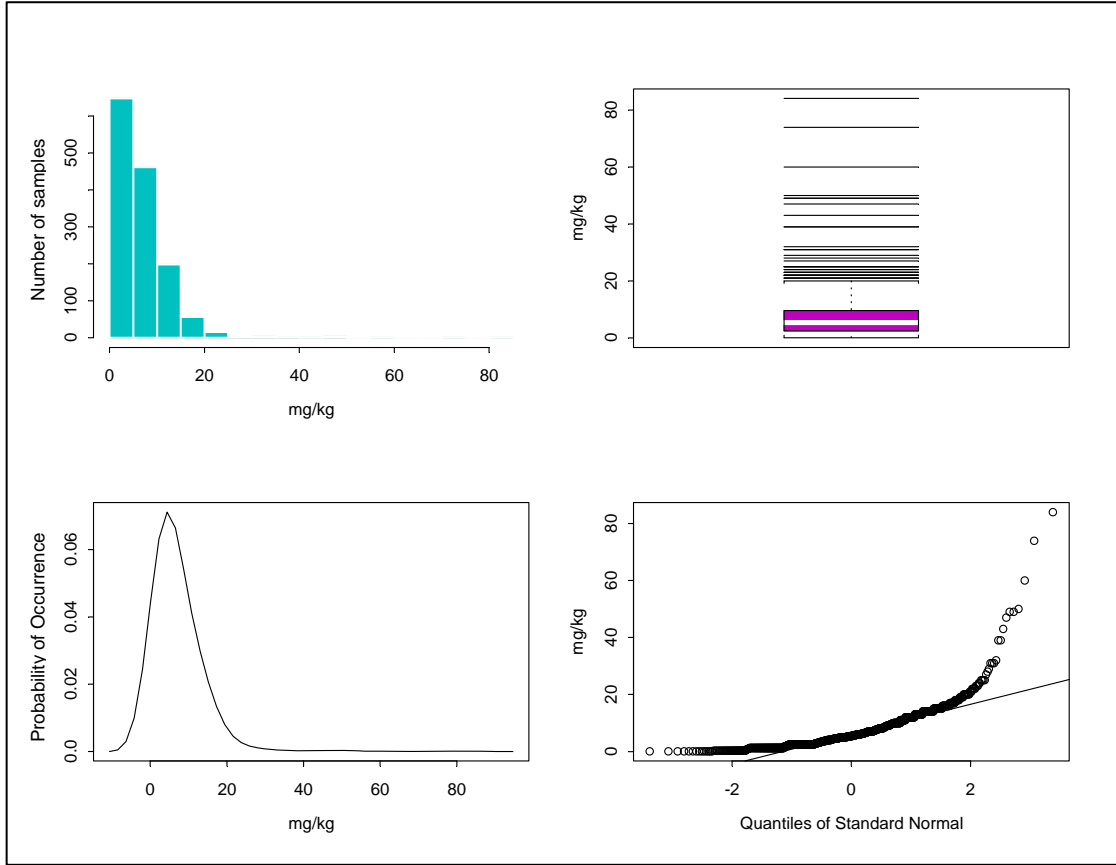 Number of samples
500
300
100
0
0 20 40 60 80
mg/kg
mg/kg
80
60
40
20
0
Probability of Occurrence
0.06
0.04
0.02
0.0
0 20 40 60 80
mg/kg
mg/kg
80
60
40
20
0
-2 0 2
Quantiles of Standard Normal